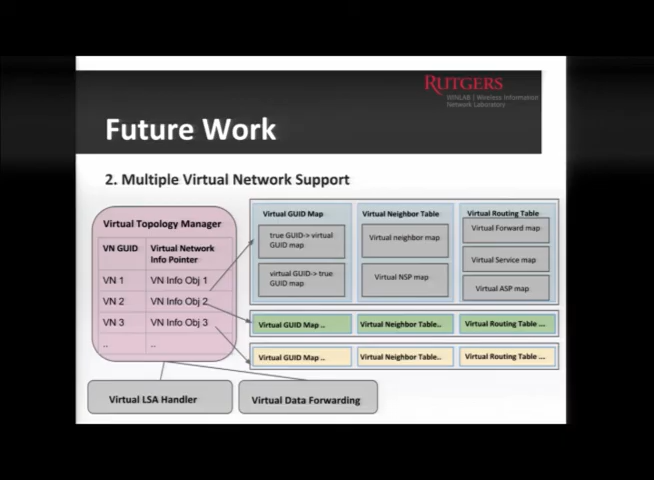 RUTGERS
WINLAB | Wireless Information
Network Laboratory
Future Work
2. Multiple Virtual Network Support
Virtual Topology Manager
VN GUID
Virtual Network
Info Pointer
VN 1
VN Info Obj 1
VN 2
VN Info Obj 2
VN 3
VN Info Obj 3
..
..
Virtual GUID Map
true GUID-> virtual
GUID map
virtual GUID-> true
GUID map
Virtual Neighbor Table
Virtual neighbor map
Virtual NSP map
Virtual Routing Table
Virtual Forward map
Virtual Service map
Virtual ASP map
Virtual GUID Map ..
Virtual Neighbor Table..
Virtual Routing Table ...
Virtual GUID Map ..
Virtual Neighbor Table..
Virtual Routing Table ...
Virtual LSA Handler
Virtual Data Forwarding